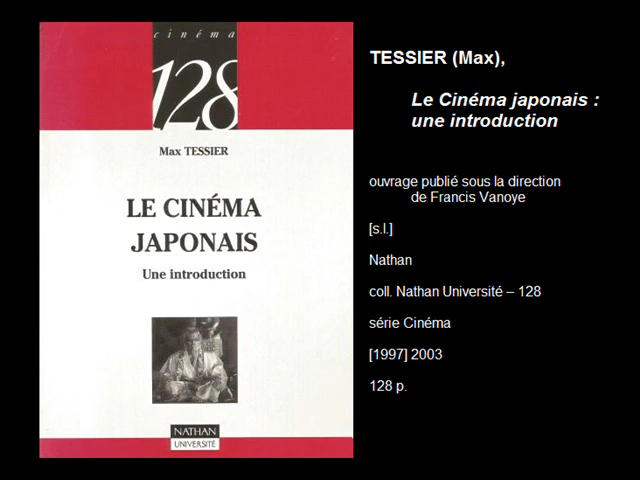 cinéma
128
Max TESSIER
LE CINÉMA
JAPONAIS
Une introduction
NATHAN
UNIVERSITÉ
TESSIER (Max),
Le Cinéma japonais :
une introduction
ouvrage publié sous la direction
de Francis Vanoye
[s.l.]
Nathan
coll. Nathan Université – 128
série Cinéma
[1997] 2003
128 p.